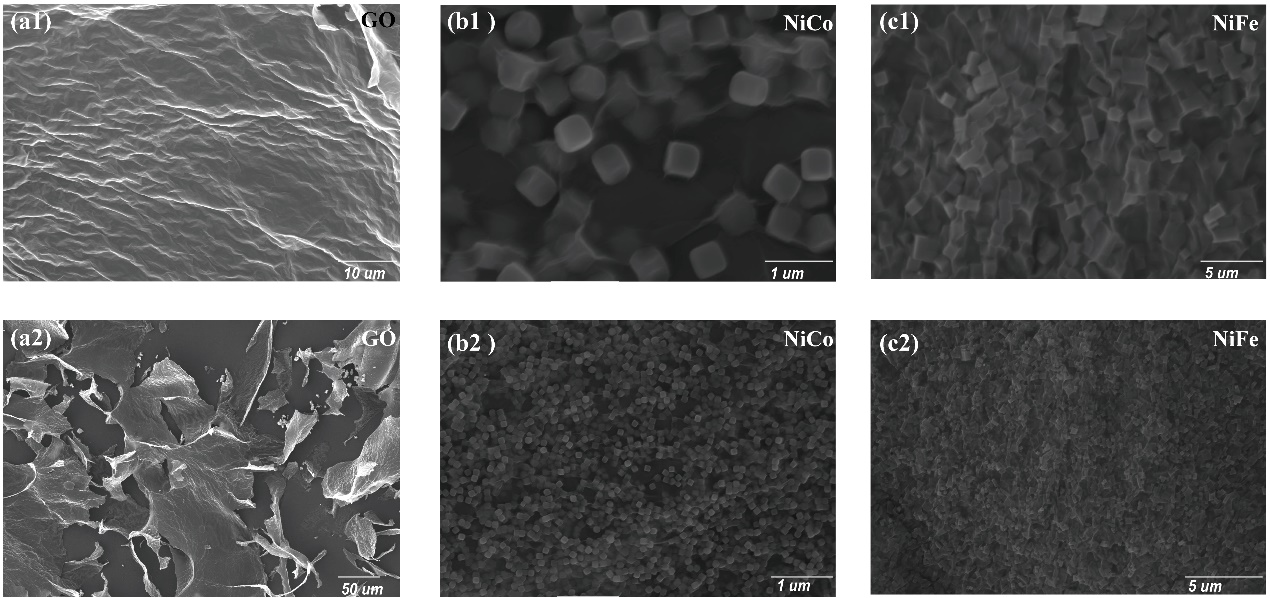 (a1) GO
10 um
(b1 ) NiCo
1 um
(c1) NiFe
5 um
(a2) GO
50 um
(b2 ) NiCo
1 um
(c2) NiFe
5 um